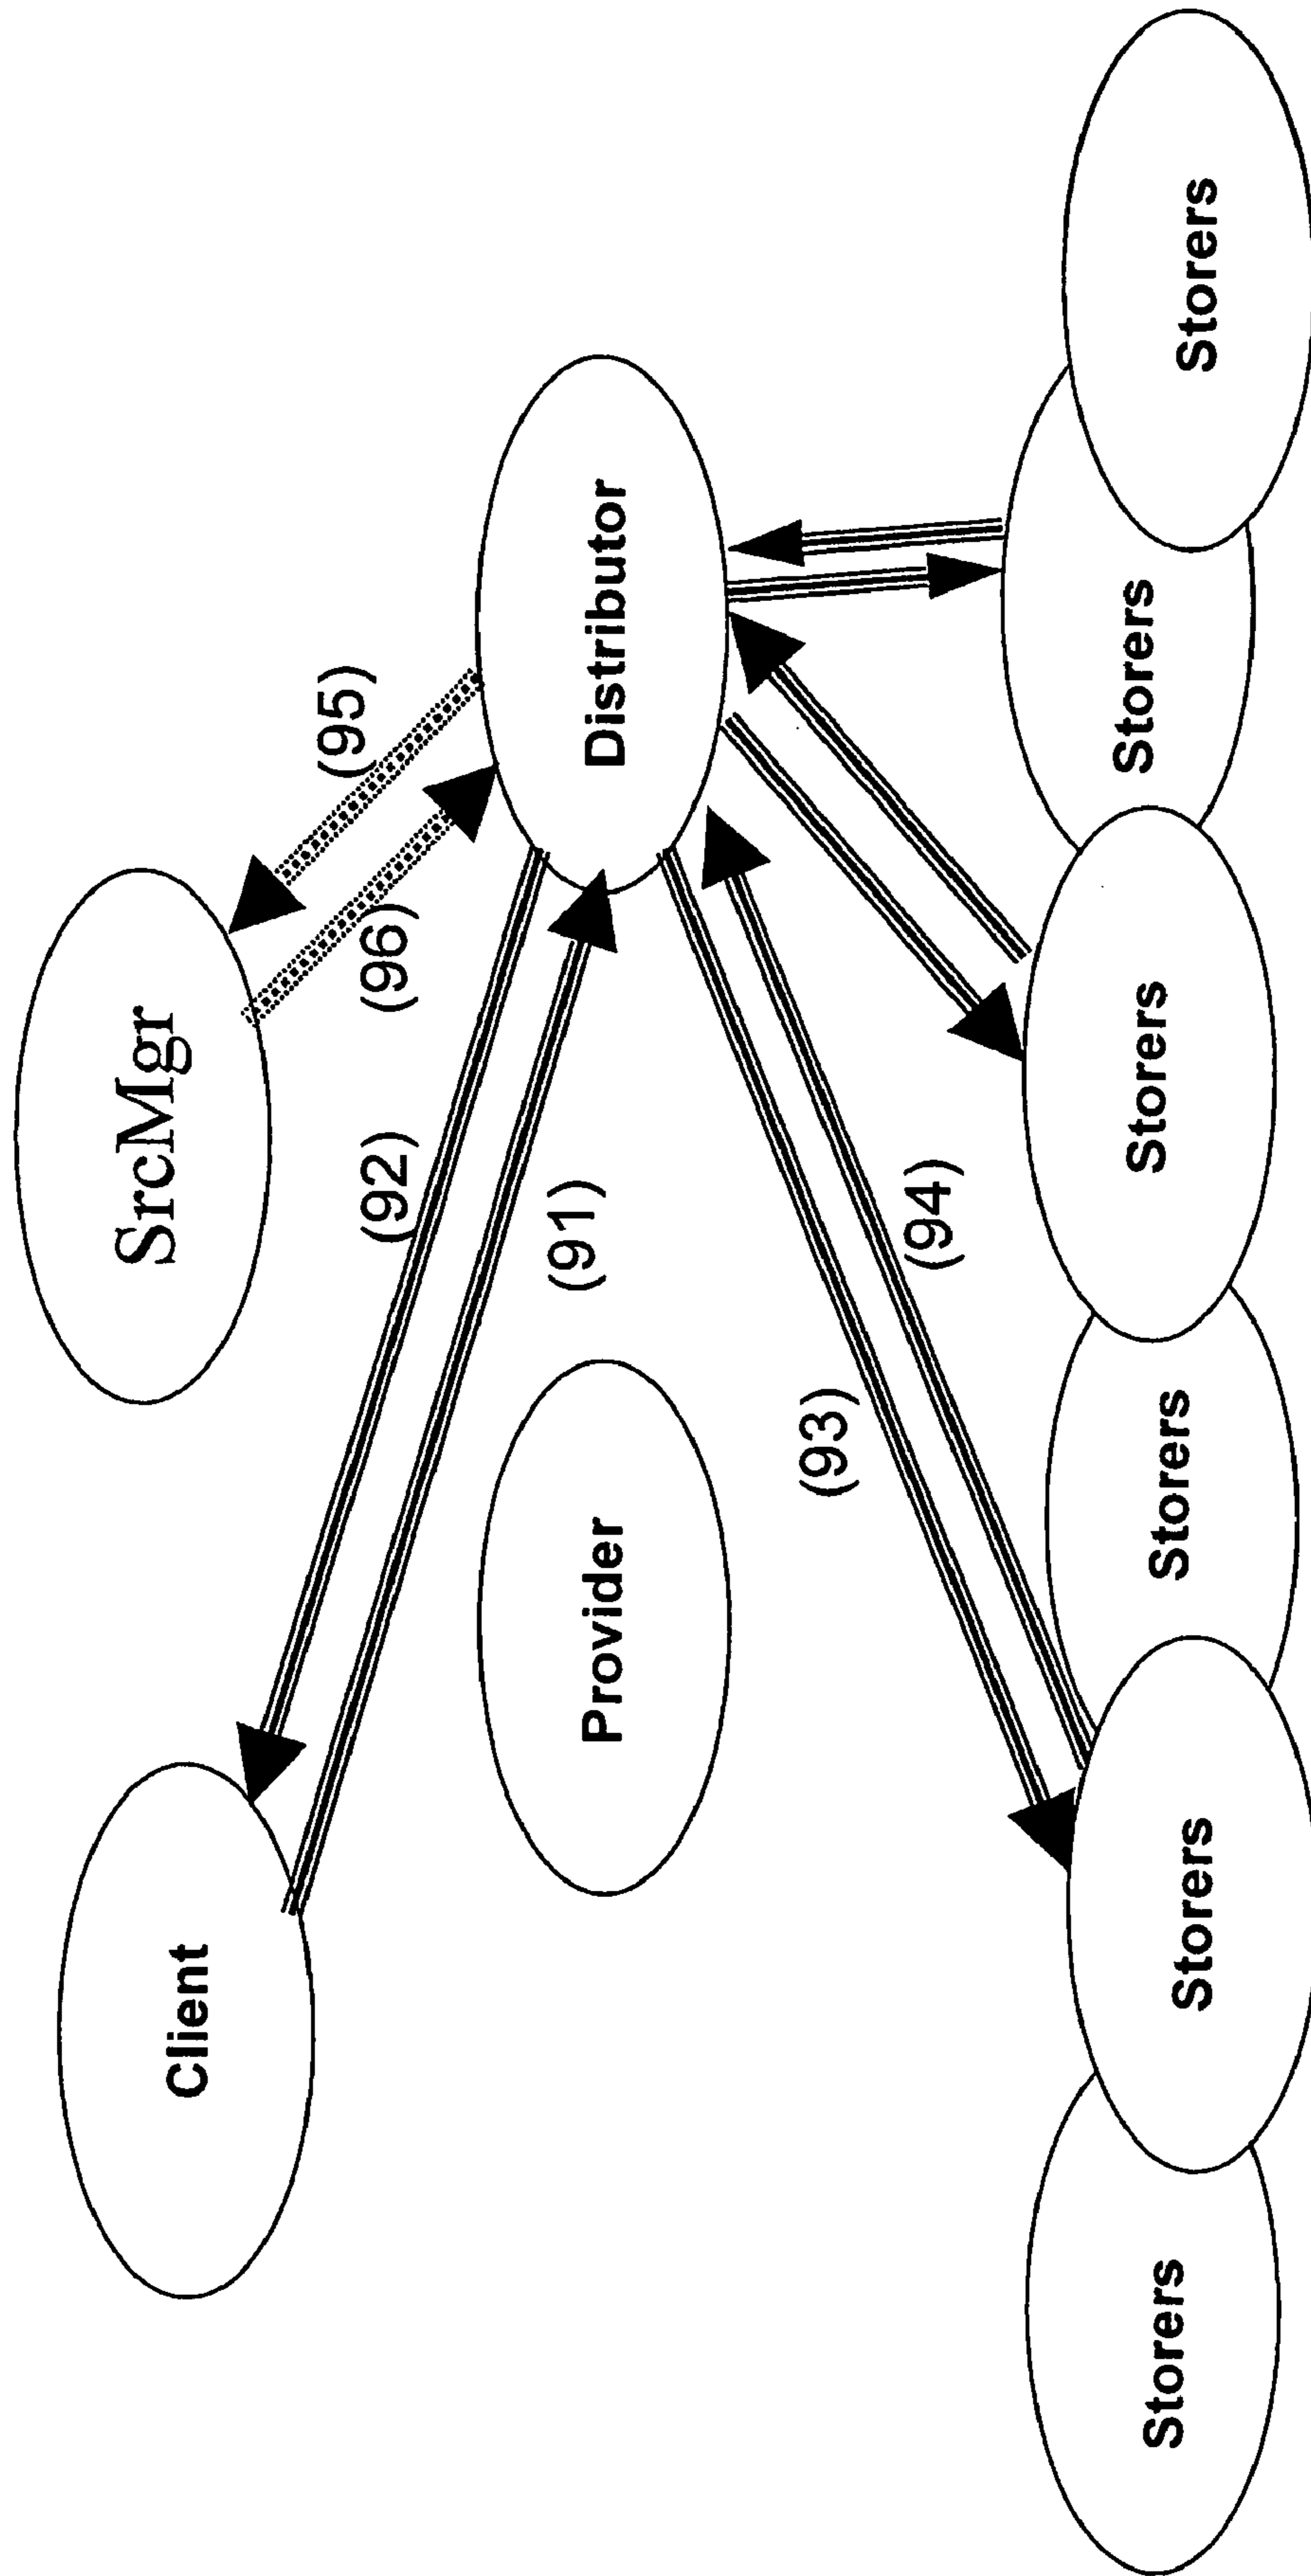 SrcMgr
Client
(95)
(92)
(96)
(91)
Provider
Distributor
(93)
(94)
Storers
Storers
Storers
Storers
Storers
Storers